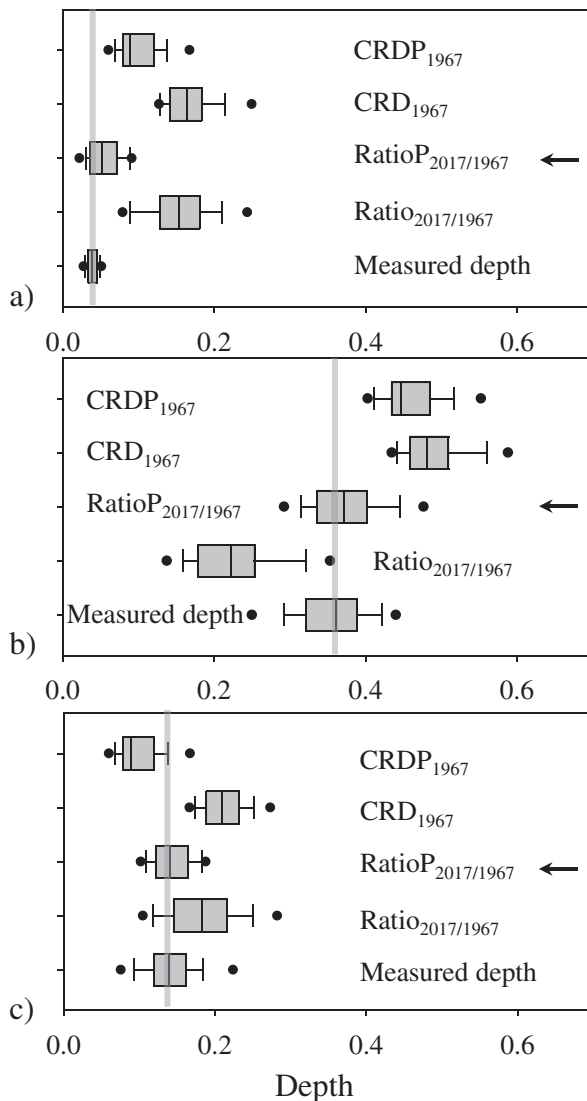 CRDP₁₉₆₇
CRD₁₉₆₇
RatioP₂₀₁₇/₁₉₆₇
Ratio₂₀₁₇/₁₉₆₇
Measured depth
a)
0.0 0.2 0.4 0.6
CRDP₁₉₆₇
CRD₁₉₆₇
RatioP₂₀₁₇/₁₉₆₇
Ratio₂₀₁₇/₁₉₆₇
Measured depth
b)
0.0 0.2 0.4 0.6
CRDP₁₉₆₇
CRD₁₉₆₇
RatioP₂₀₁₇/₁₉₆₇
Ratio₂₀₁₇/₁₉₆₇
Measured depth
c)
0.0 0.2 0.4 0.6
Depth